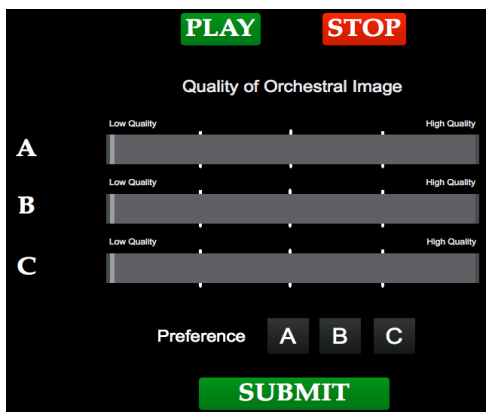 PLAY STOP
Quality of Orchestral Image
Low Quality High Quality
A
Low Quality High Quality
B
Low Quality High Quality
C
Preference A B C
SUBMIT